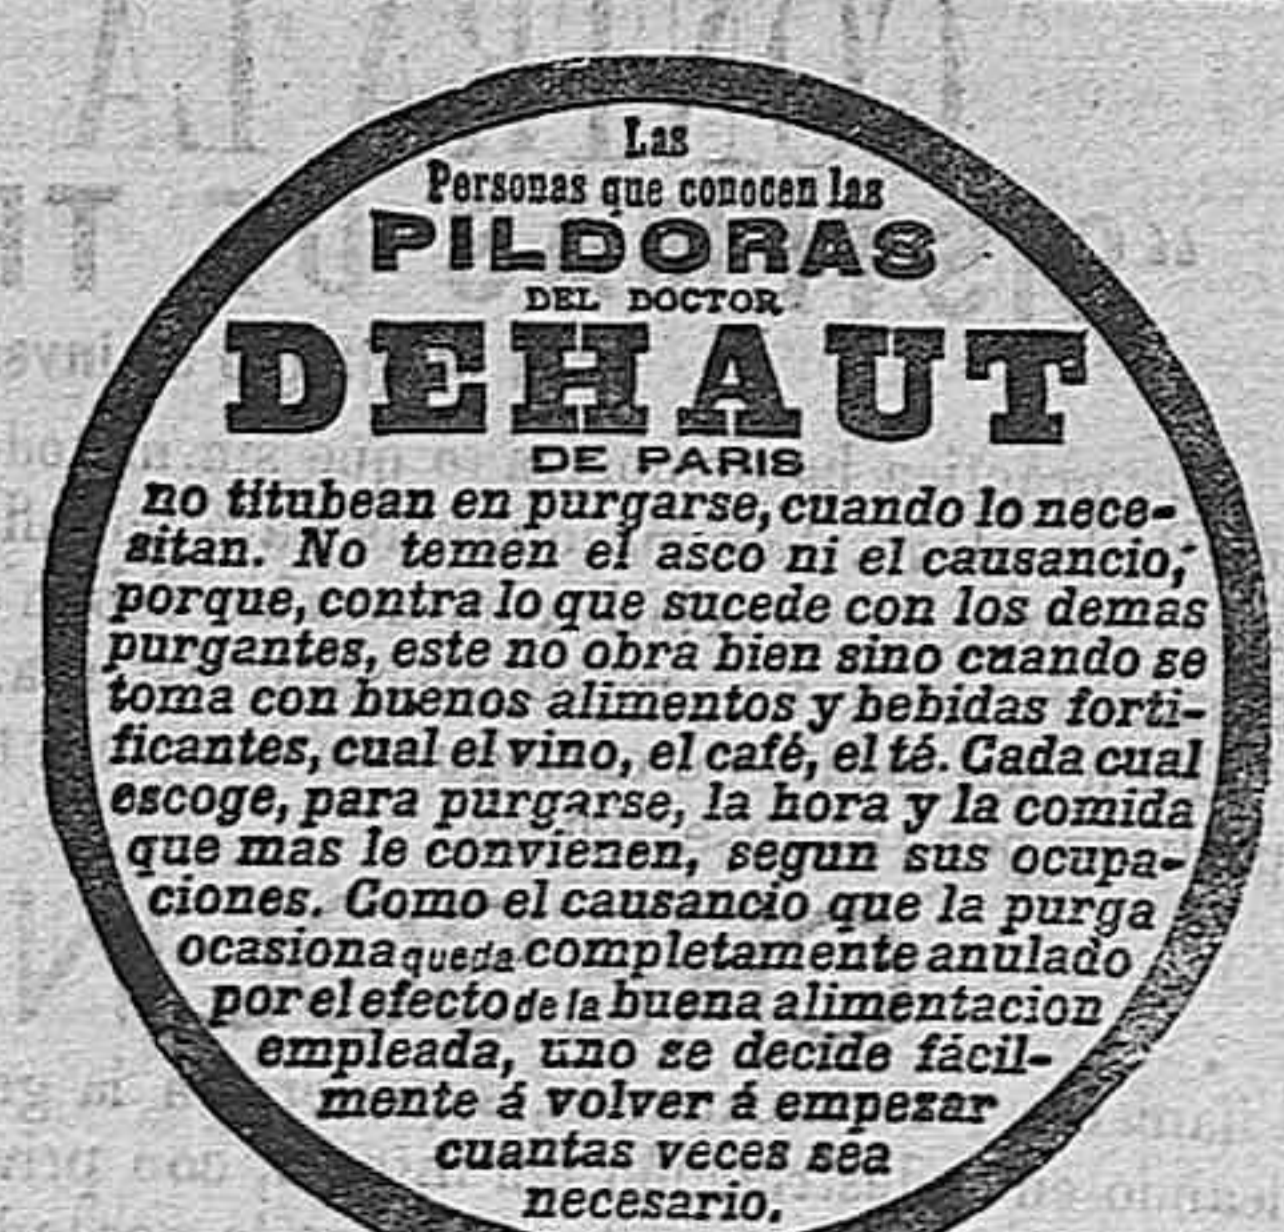 Las
Personas que conocen las
PILDORAS
DEL DOCTOR
DEHAUT
DE PARIS
no titubean en purgarse, cuando lo nece-
sitan. No temen el asco ni el causancio,
porque, contra lo que sucede con los demas
purgantes, este no obra bien sino cuando se
toma con buenos alimentos y bebidas forti-
ficantes, cual el vino, el café, el té. Cada cual
escoge, para purgarse, la hora y la comida
que mas le convienen, segun sus ocupa-
ciones. Como el causancio que la purga
ocasiona queda completamente anulado
por el efecto de la buena alimentacion
empleada, uno se decide fácil-
mente á volver á empezar
cuantas veces sea
necesario.